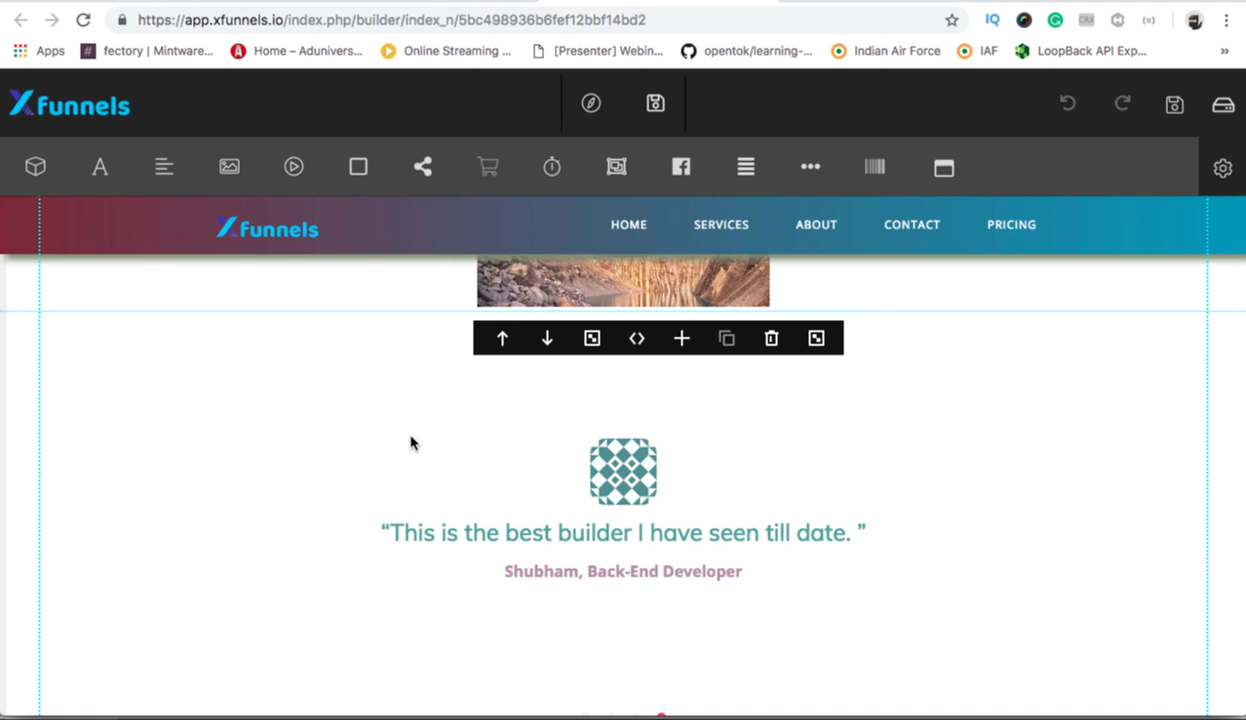 https://app.xfunnels.io/index.php/builder/index_n/5bc498936b6fef12bbf14bd2
Apps fectory | Mintware... Home – Adunivers... Online Streaming ... [Presenter] Webin... opentok/learning-... Indian Air Force IAF LoopBack API Exp... »
Xfunnels
Xfunnels HOME SERVICES ABOUT CONTACT PRICING
“This is the best builder I have seen till date. ”
Shubham, Back-End Developer